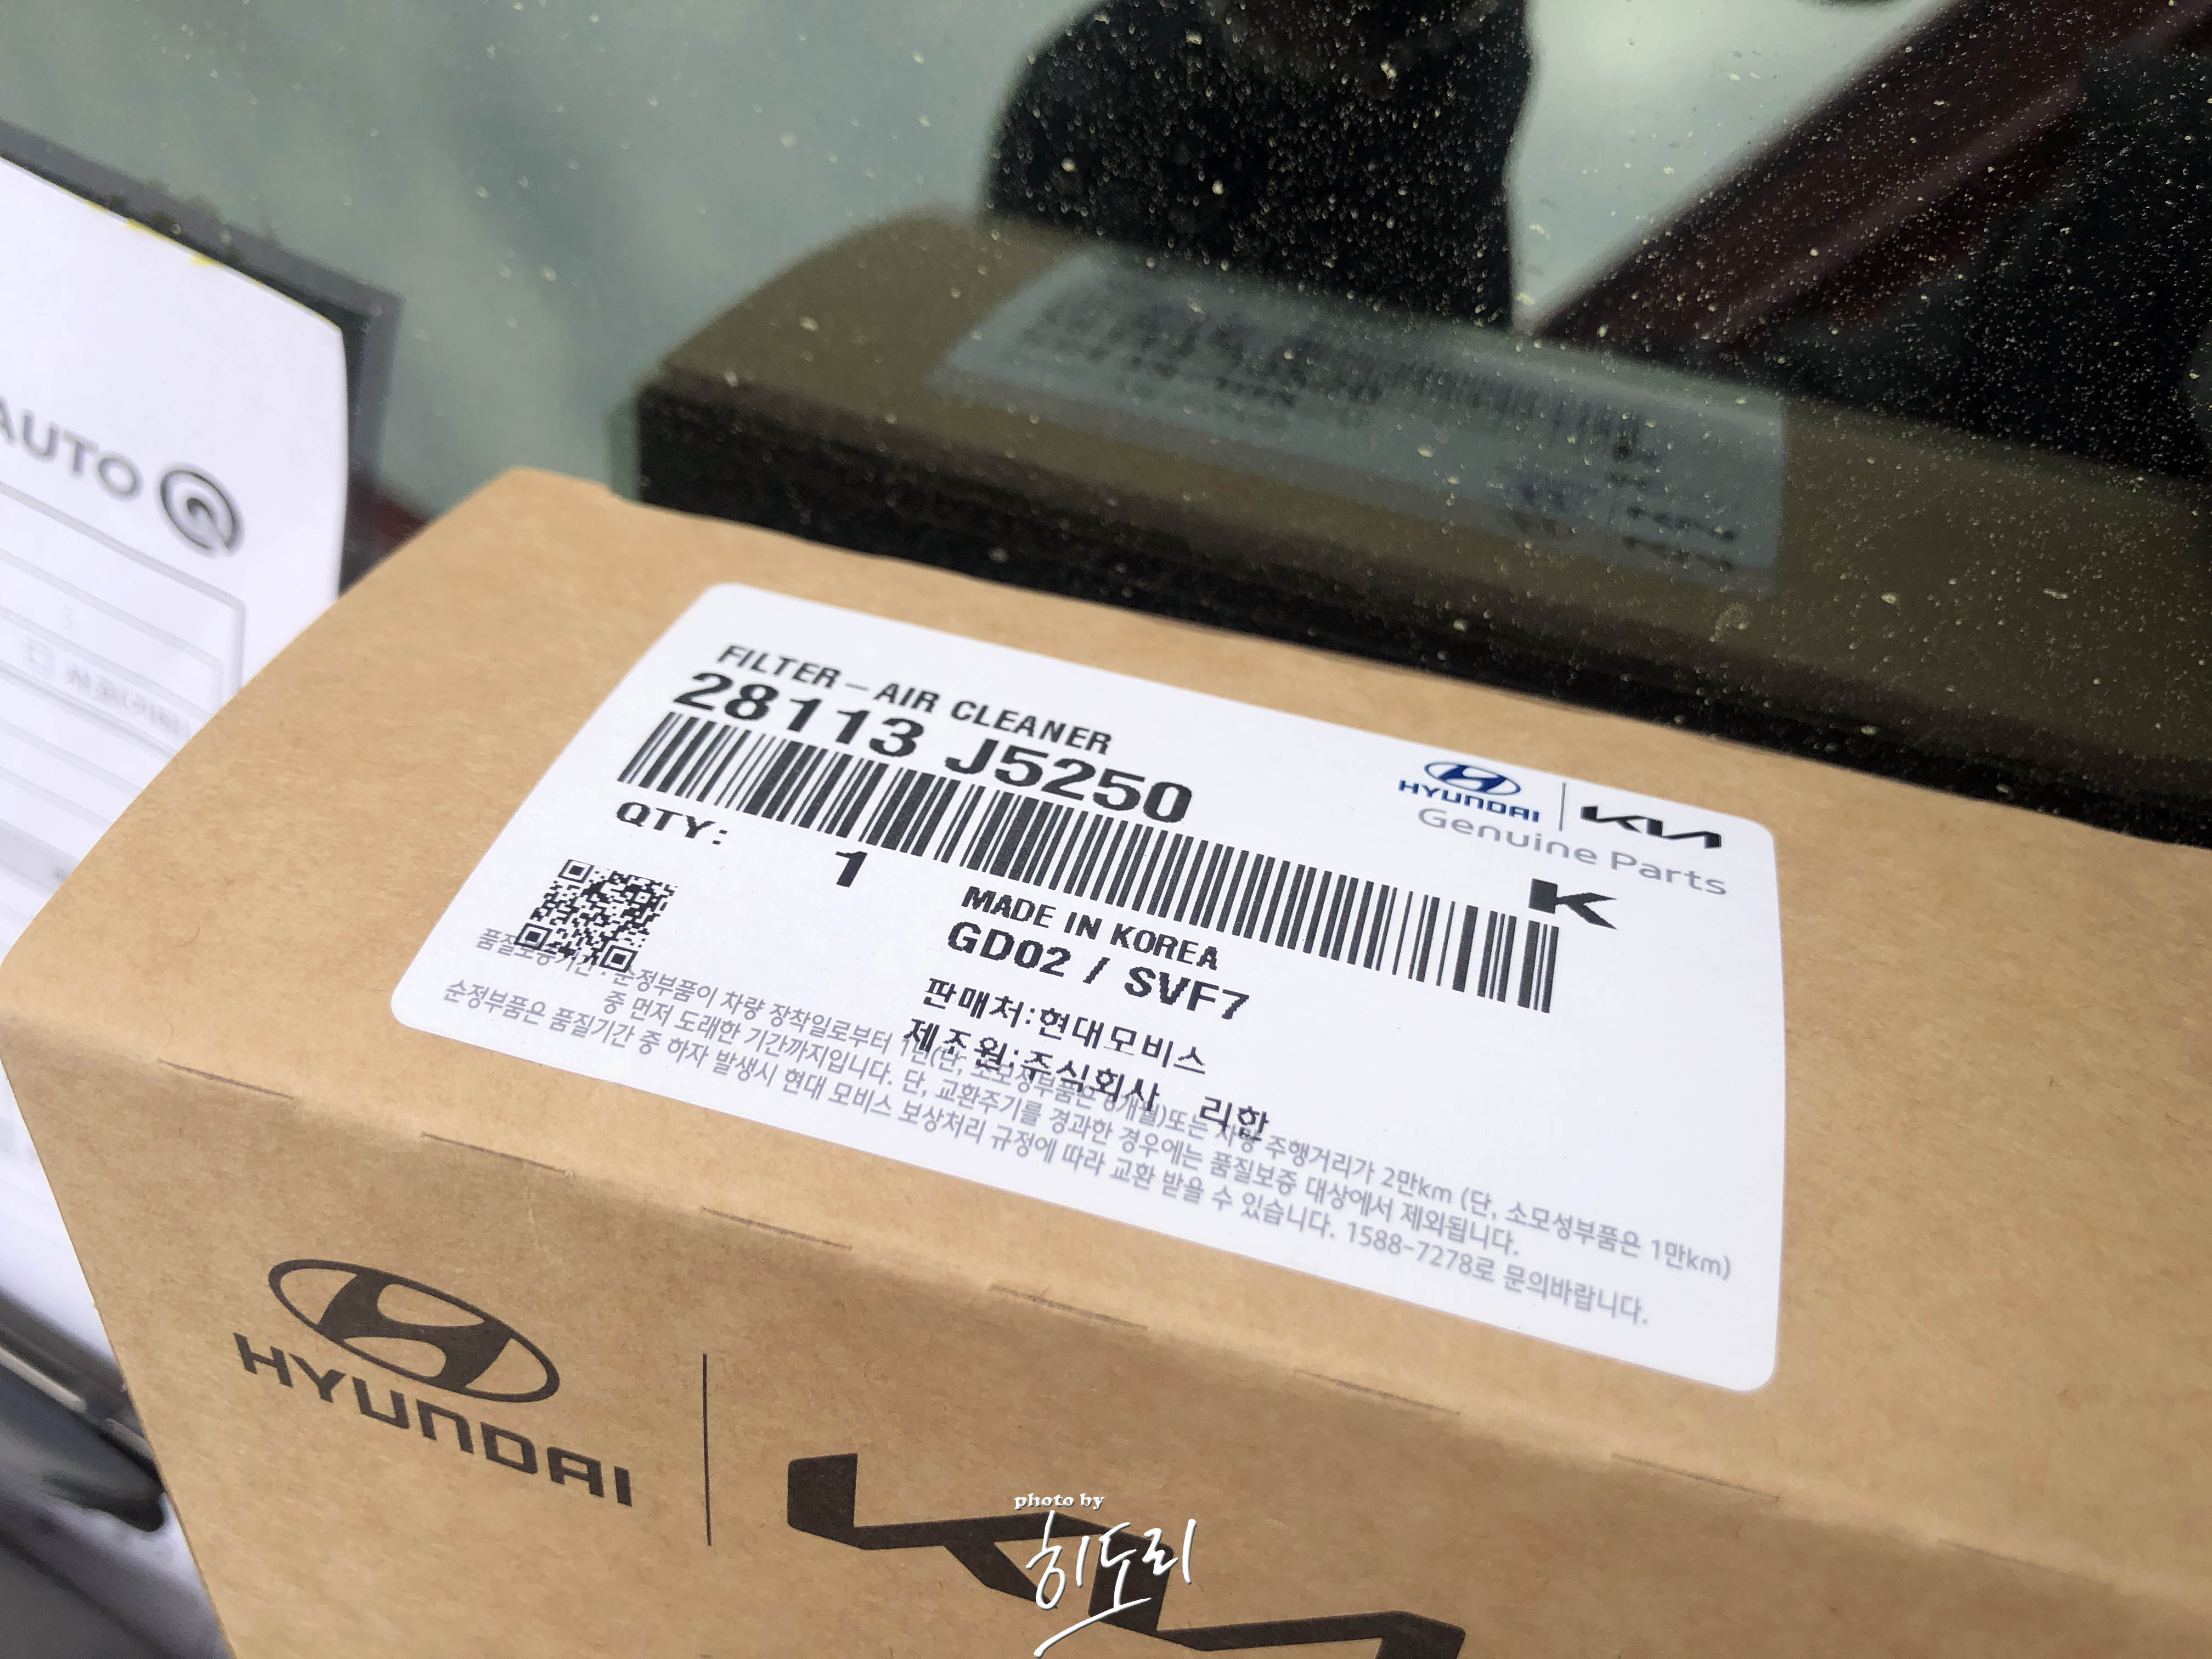 AUTO Q
FILTER-AIR CLEANER
28113 J5250
HYUNDAI KIA
Genuine Parts
QTY: 1
K
MADE IN KOREA
GD02 / SVF7
판매처:현대모비스
제조원:주식회사 리한
품질보증기간 : 순정부품이 차량 장착일로부터 1년(단, 소모성부품은 6개월)또는 차량 주행거리가 2만km (단, 소모성부품은 1만km)
중 먼저 도래한 기간까지입니다. 단, 교환주기를 경과한 경우에는 품질보증 대상에서 제외됩니다.
순정부품은 품질기간 중 하자 발생시 현대 모비스 보상처리 규정에 따라 교환 받을 수 있습니다. 1588-7278로 문의바랍니다.
HYUNDAI KIA
photo by
히도리